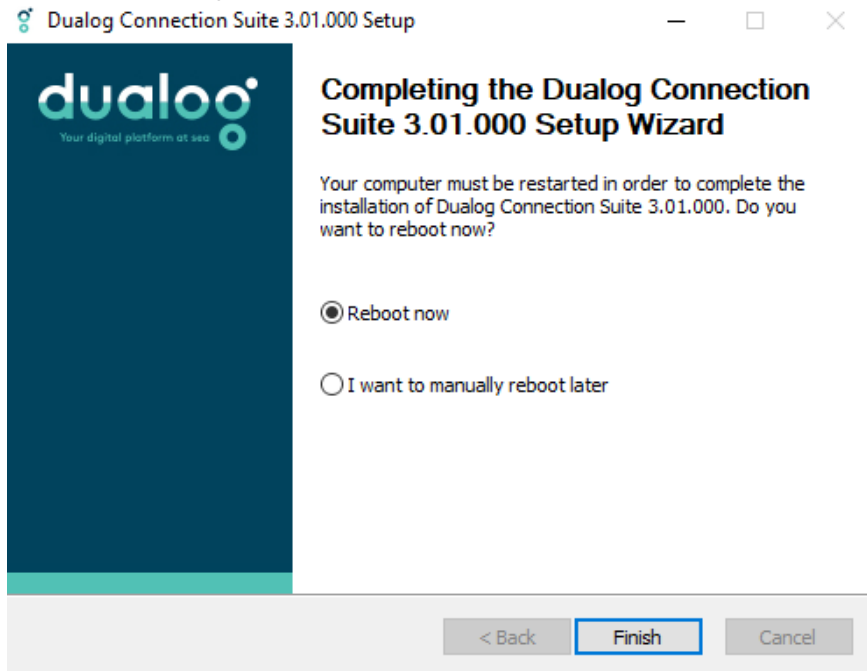 Dualog Connection Suite 3.01.000 Setup
dualog
Your digital platform at sea
Completing the Dualog Connection
Suite 3.01.000 Setup Wizard
Your computer must be restarted in order to complete the
installation of Dualog Connection Suite 3.01.000. Do you
want to reboot now?
Reboot now
I want to manually reboot later
< Back
Finish
Cancel